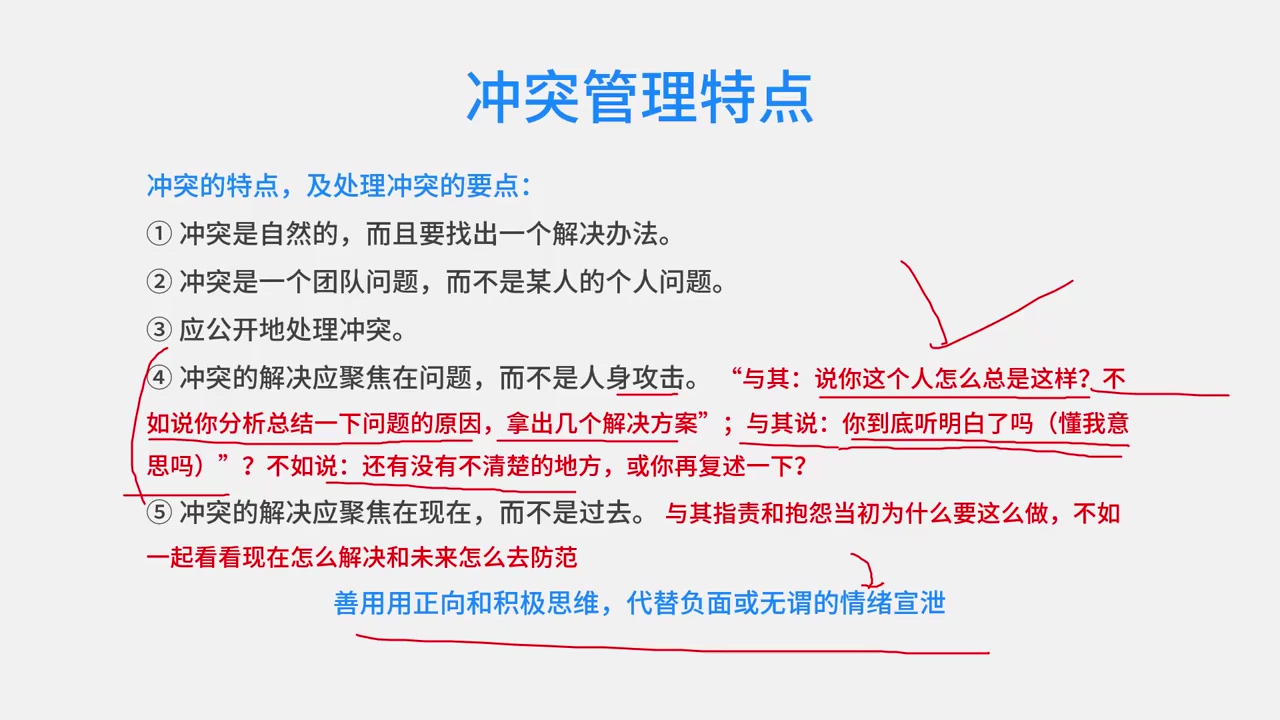 冲突管理特点
冲突的特点，及处理冲突的要点：
① 冲突是自然的，而且要找出一个解决办法。
② 冲突是一个团队问题，而不是某人的个人问题。
③ 应公开地处理冲突。
④ 冲突的解决应聚焦在问题，而不是人身攻击。 “与其：说你这个人怎么总是这样？不
如说你分析总结一下问题的原因，拿出几个解决方案”；与其说：你到底听明白了吗（懂我意
思吗）”？不如说：还有没有不清楚的地方，或你再复述一下？
⑤ 冲突的解决应聚焦在现在，而不是过去。 与其指责和抱怨当初为什么要这么做，不如
一起看看现在怎么解决和未来怎么去防范
善用用正向和积极思维，代替负面或无谓的情绪宣泄